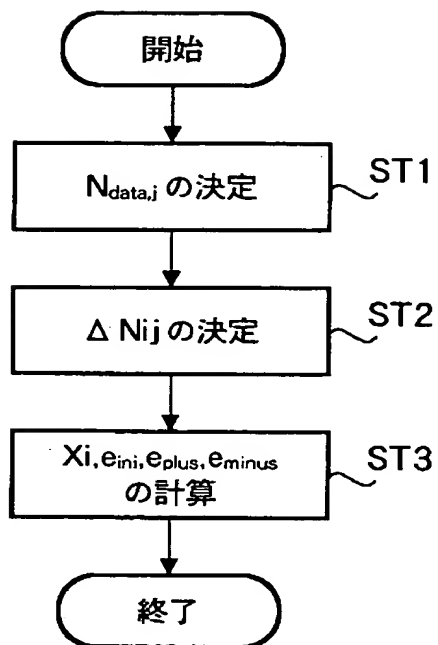 開始
N_data,j の決定
ST1
Δ Nij の決定
ST2
Xi,e_ini,e_plus,e_minus
の計算
ST3
終了